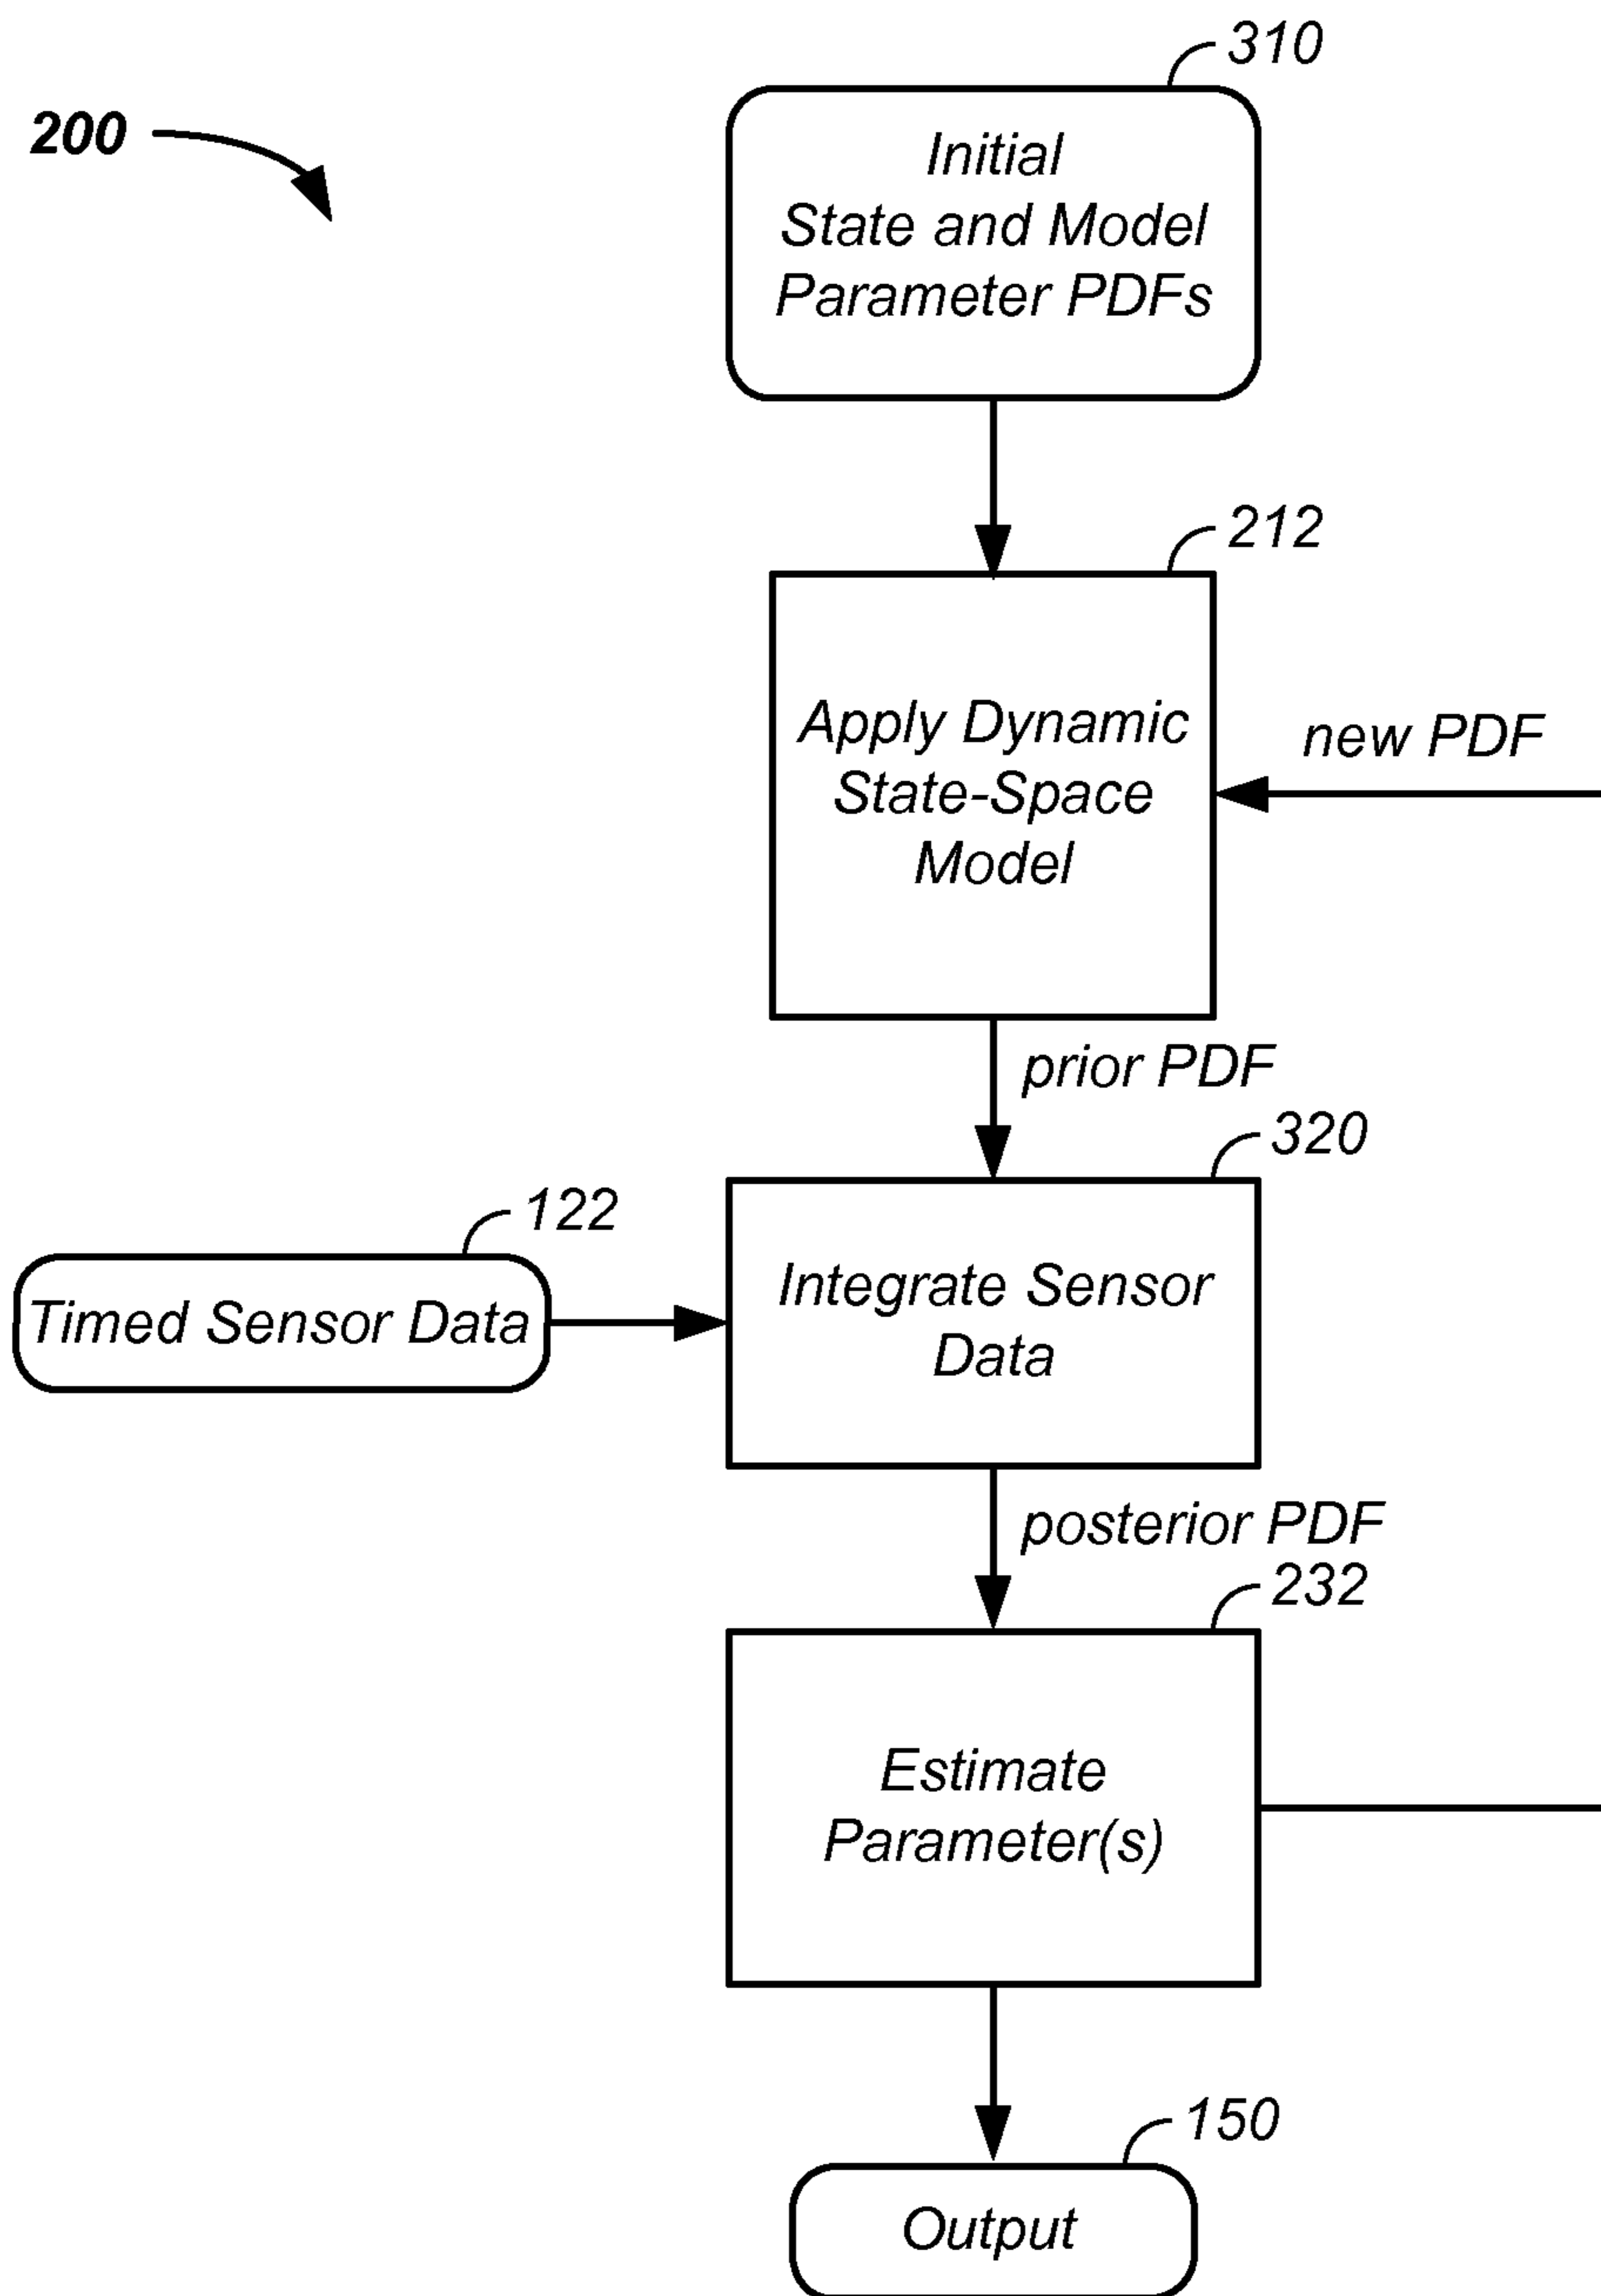 310
200
Initial
State and Model
Parameter PDFs
212
Apply Dynamic
State-Space
Model
new PDF
prior PDF
320
122
Timed Sensor Data
Integrate Sensor
Data
posterior PDF
232
Estimate
Parameter(s)
150
Output